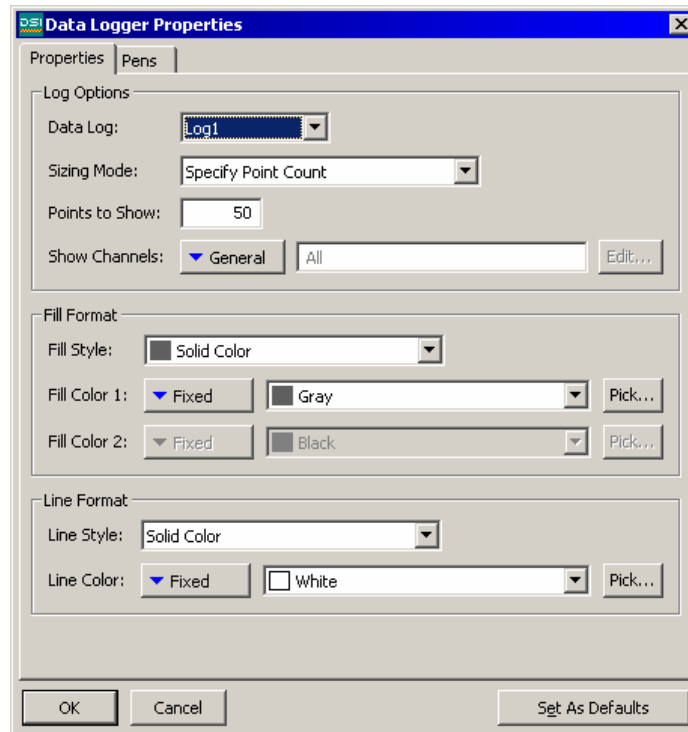 DSI Data Logger Properties
Properties Pens
Log Options
Data Log: Log1
Sizing Mode: Specify Point Count
Points to Show: 50
Show Channels: General All Edit...
Fill Format
Fill Style: Solid Color
Fill Color 1: Fixed Gray Pick...
Fill Color 2: Fixed Black Pick...
Line Format
Line Style: Solid Color
Line Color: Fixed White Pick...
OK Cancel Set As Defaults